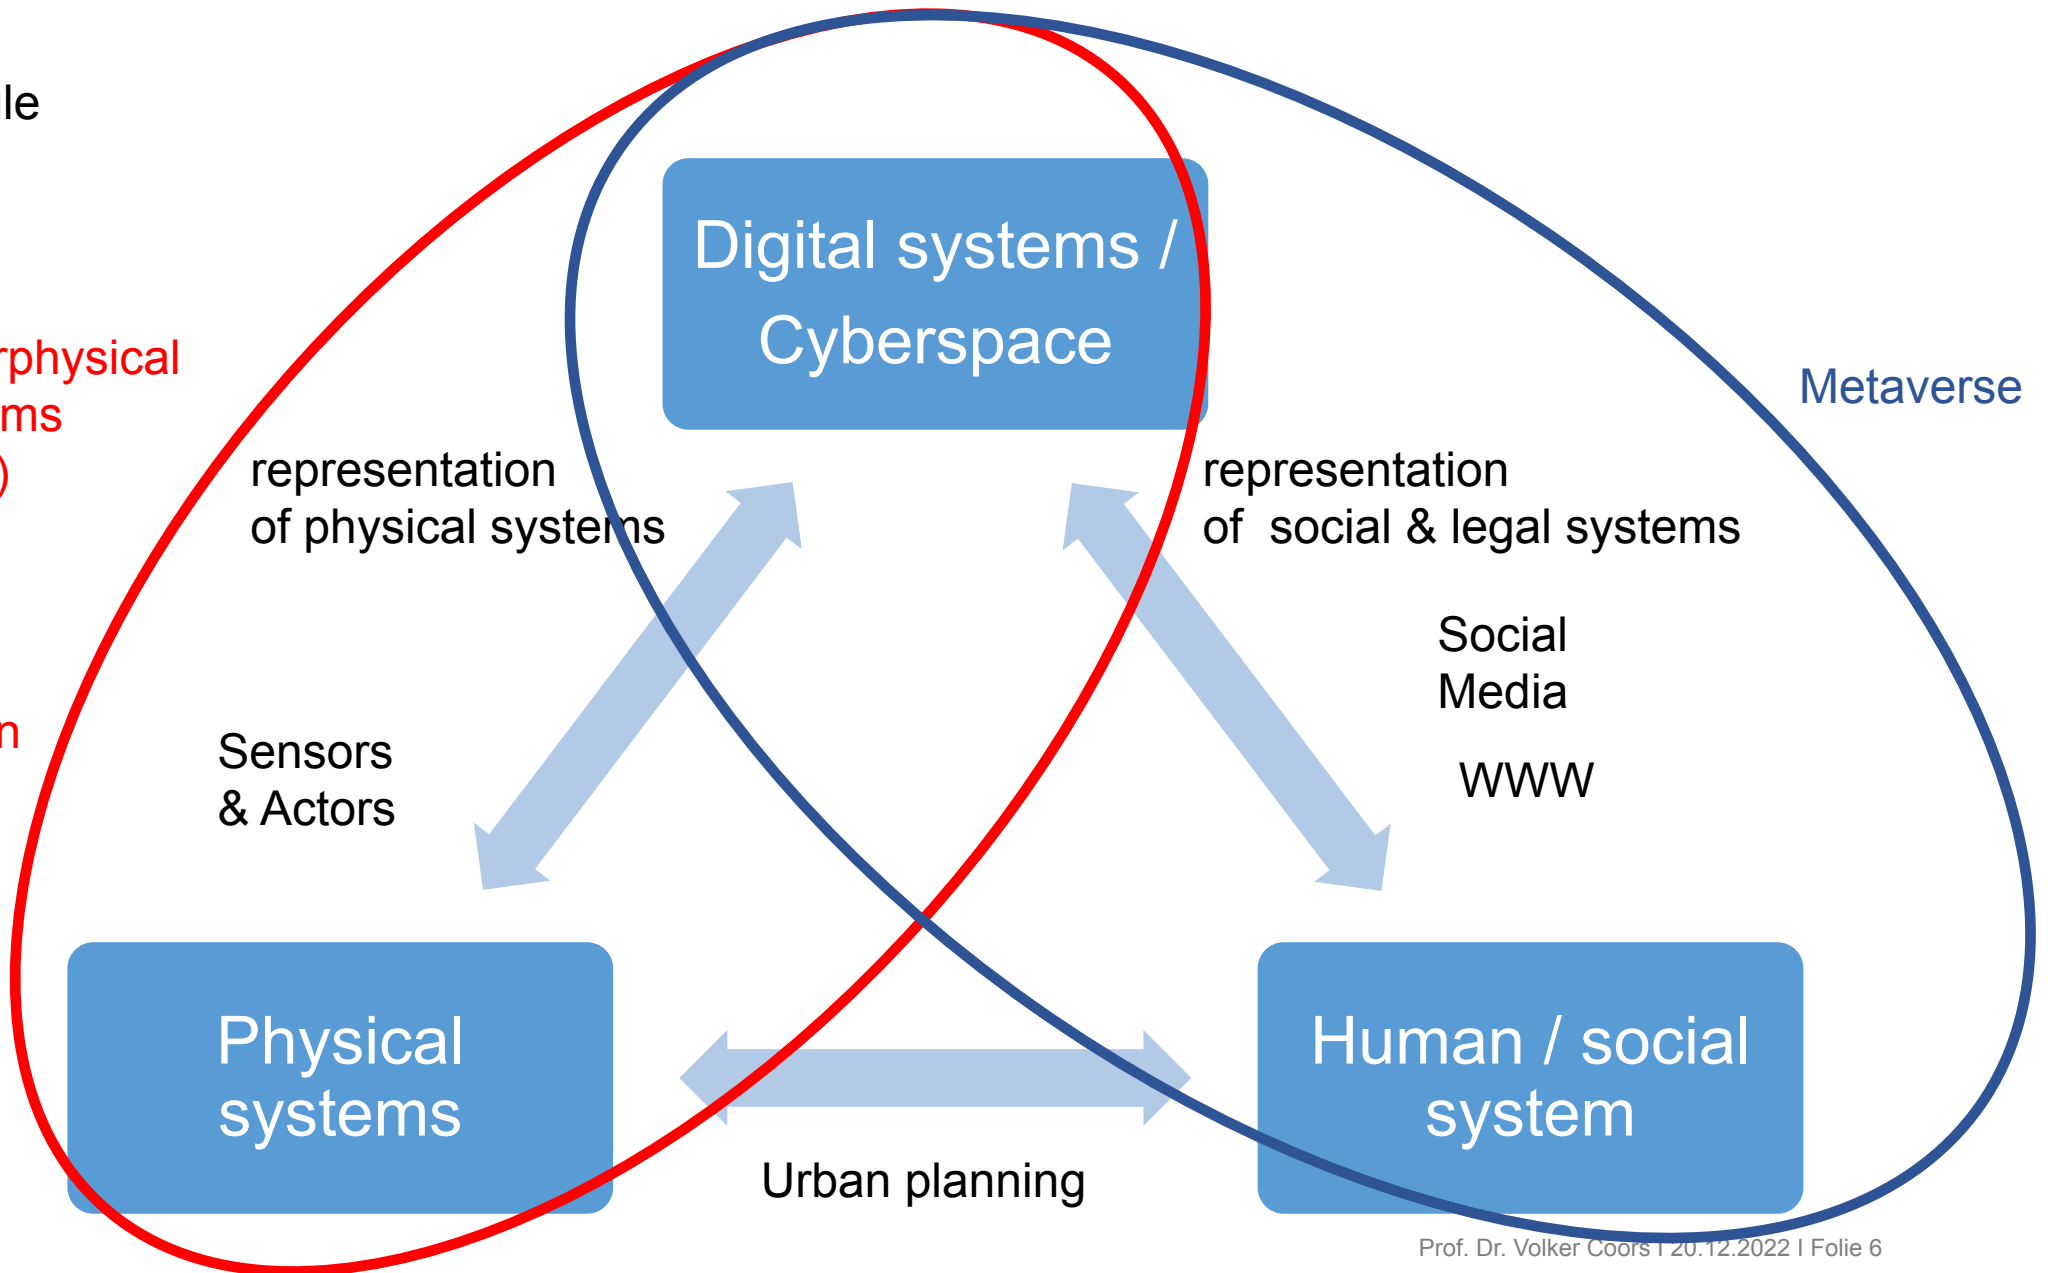 Digital systems /
Cyberspace
rphysical
ms
)
Metaverse
representation
of physical systems
representation
of  social & legal systems
Social
Media
WWW
n
Sensors
& Actors
Physical
systems
Human / social
system
Urban planning
Prof. Dr. Volker Coors I 20.12.2022 I Folie 6